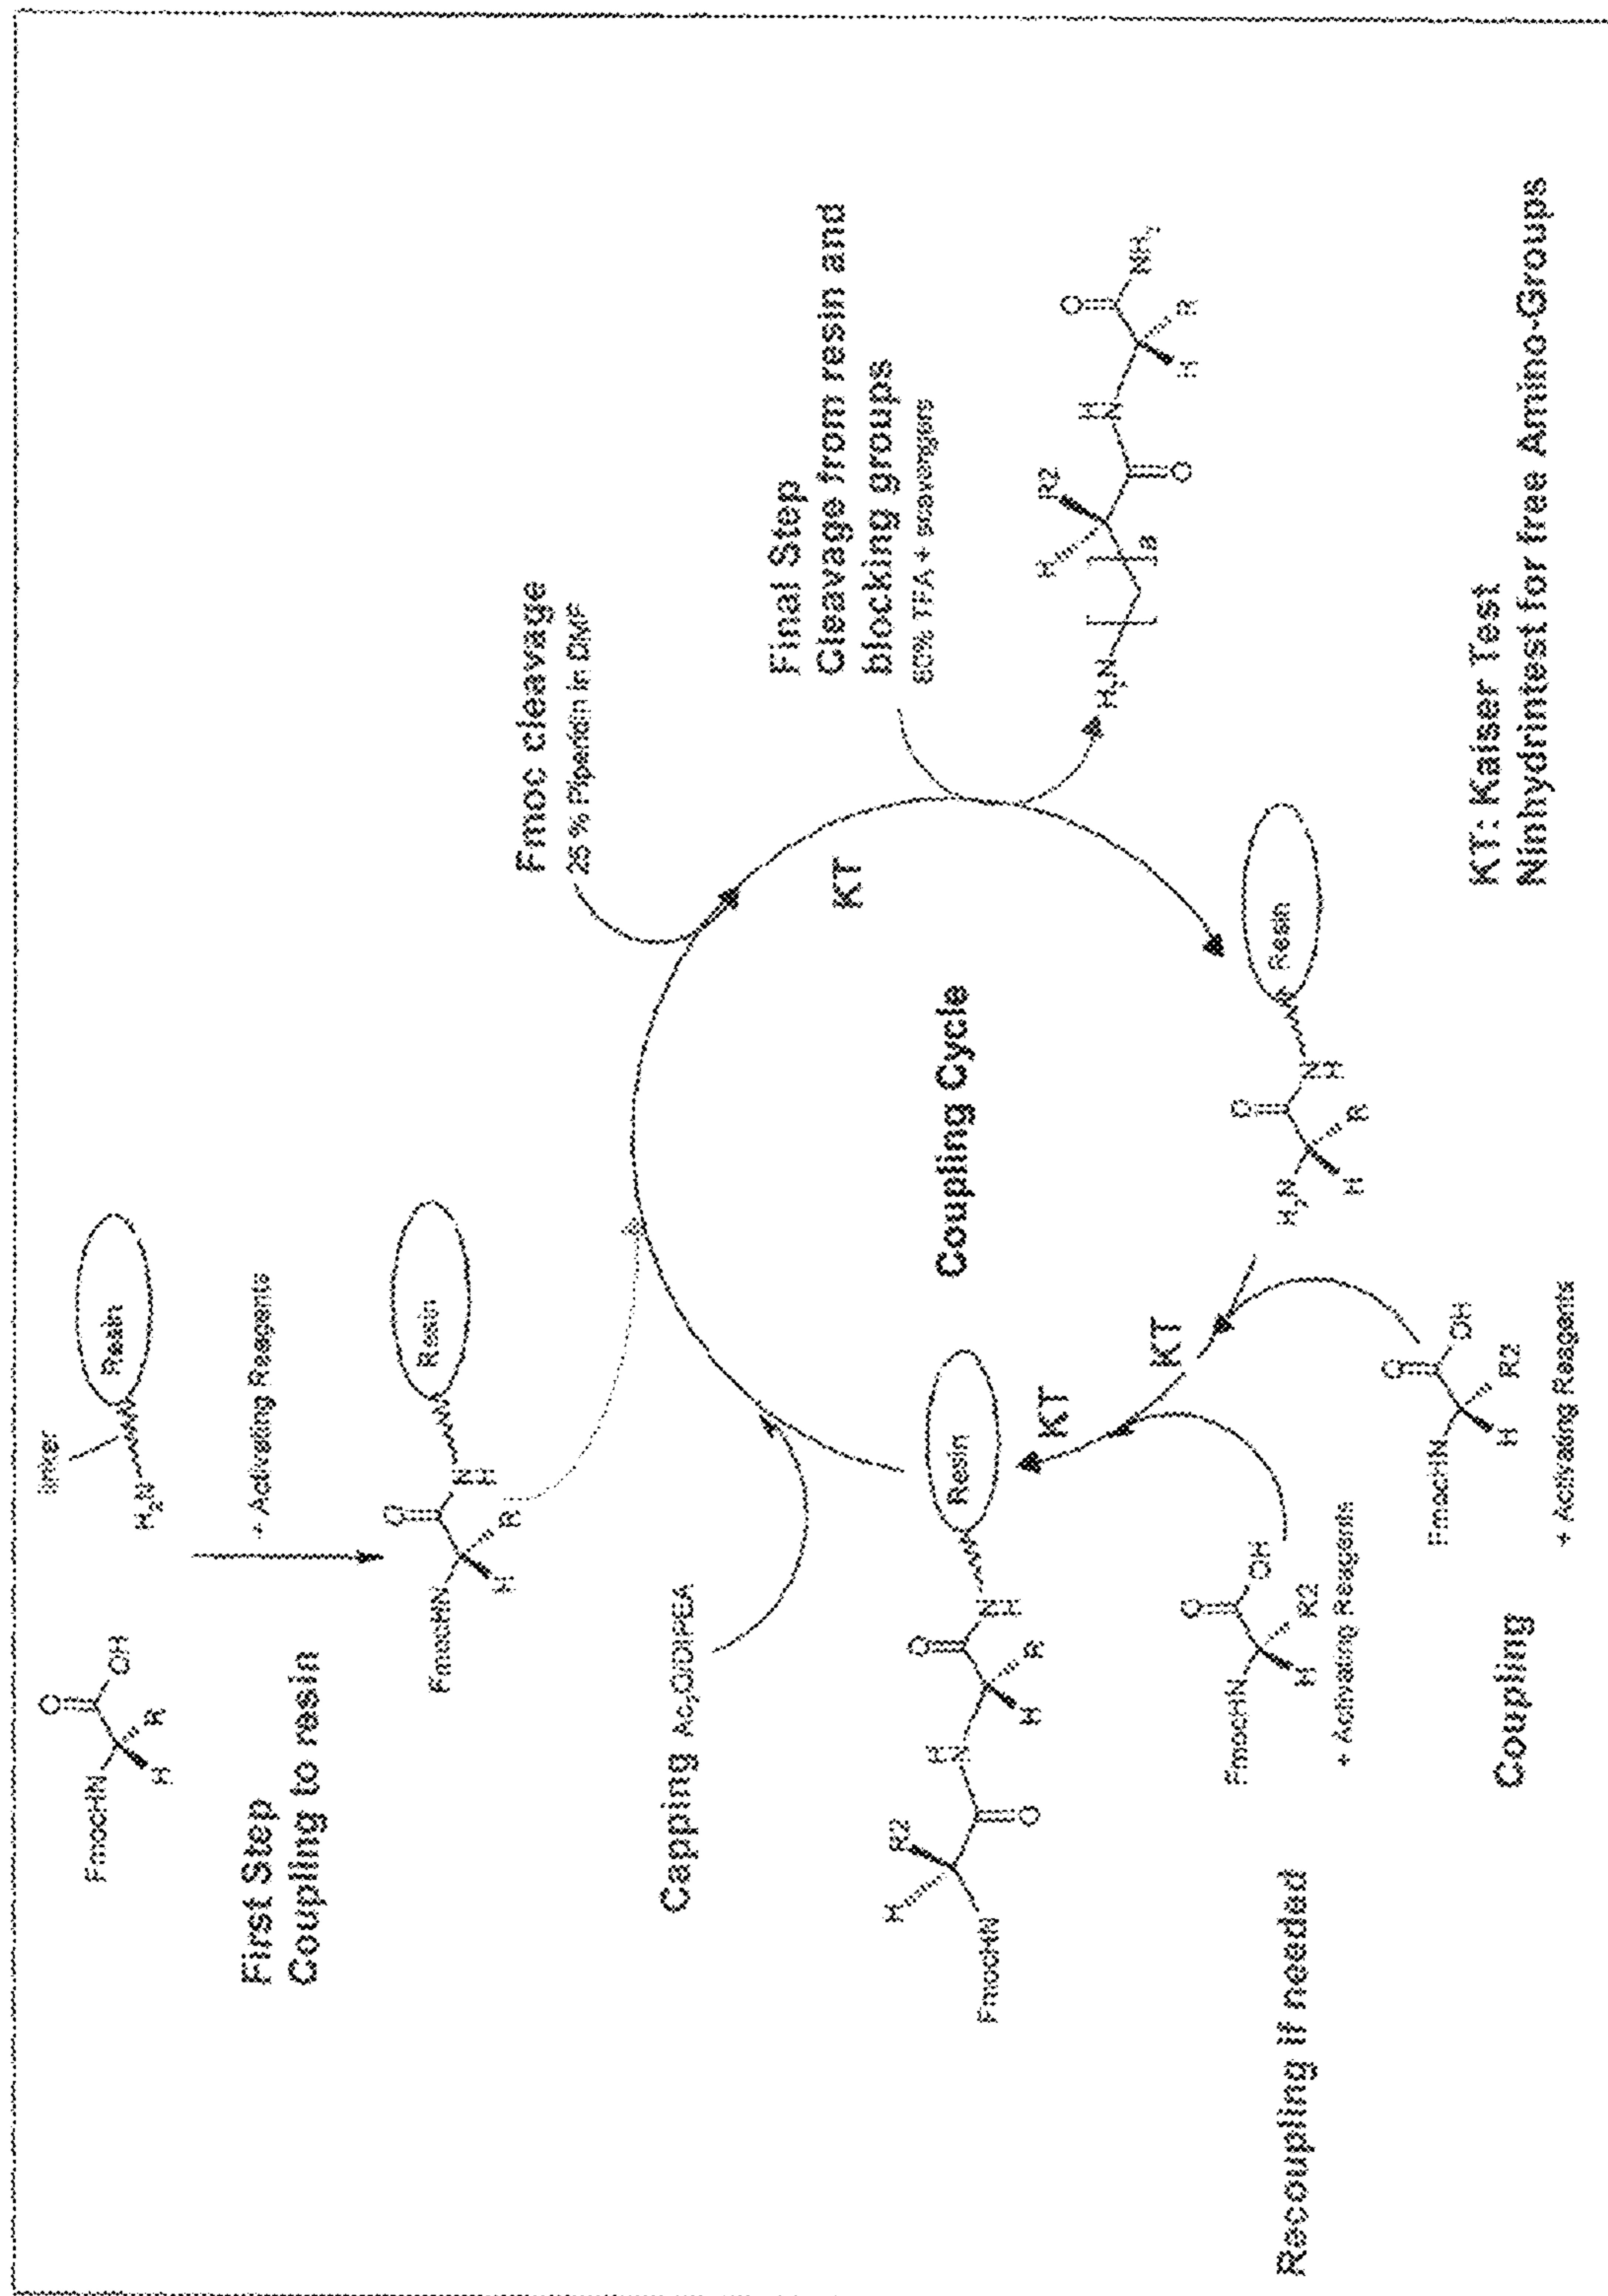 O
OH
FmocHN
R
H
linker
Resin
H₂N
First Step
Coupling to resin
+ Activating Reagents
O
FmocHN
N
H
R
H
Resin
Fmoc cleavage
25 % Piperidin in DMF
Capping Ac₂O/DIPEA
Final Step
Cleavage from resin and
blocking groups
TFA + scavengers
KT
Coupling Cycle
H
R2
FmocHN
O
H
N
O
H
R
N
H
Resin
KT
KT
H₂N
H
R2
O
H
N
O
H
R
NH₂
O
H₂N
H
R
N
H
Resin
Recoupling if needed
O
OH
FmocHN
H
R2
+ Activating Reagents
Coupling
O
OH
FmocHN
H
R2
+ Activating Reagents
KT: Kaiser Test
Ninhydrintest for free Amino-Groups